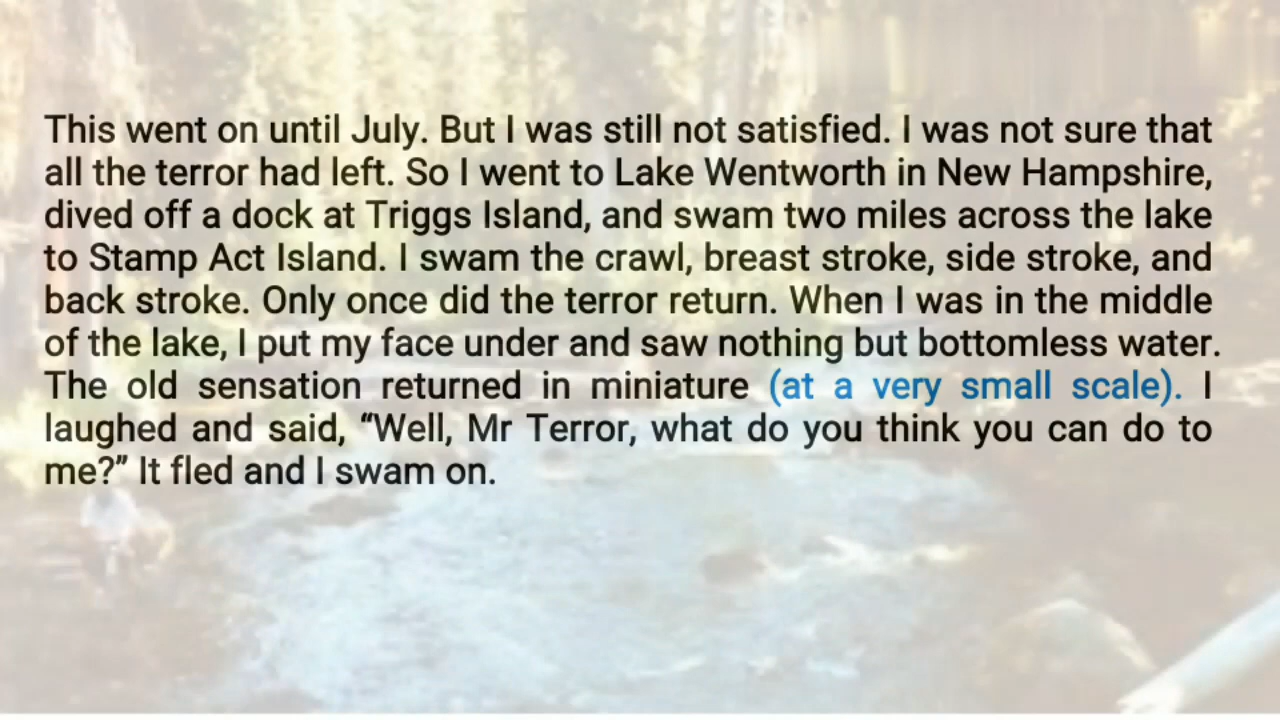 This went on until July. But I was still not satisfied. I was not sure that
all the terror had left. So I went to Lake Wentworth in New Hampshire,
dived off a dock at Triggs Island, and swam two miles across the lake
to Stamp Act Island. I swam the crawl, breast stroke, side stroke, and
back stroke. Only once did the terror return. When I was in the middle
of the lake, I put my face under and saw nothing but bottomless water.
The old sensation returned in miniature (at a very small scale). I
laughed and said, “Well, Mr Terror, what do you think you can do to
me?” It fled and I swam on.